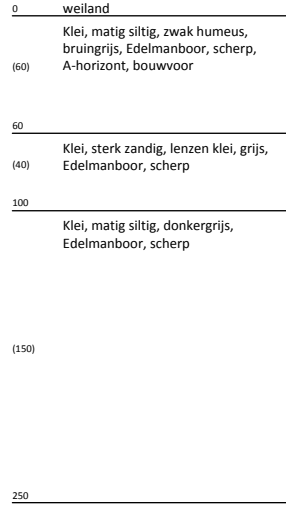 0 weiland
Klei, matig siltig, zwak humeus,
bruingrijs, Edelmanboor, scherp,
(60) A-horizont, bouwvoor
60
Klei, sterk zandig, lenzen klei, grijs,
(40) Edelmanboor, scherp
100
Klei, matig siltig, donkergrijs,
Edelmanboor, scherp
(150)
250